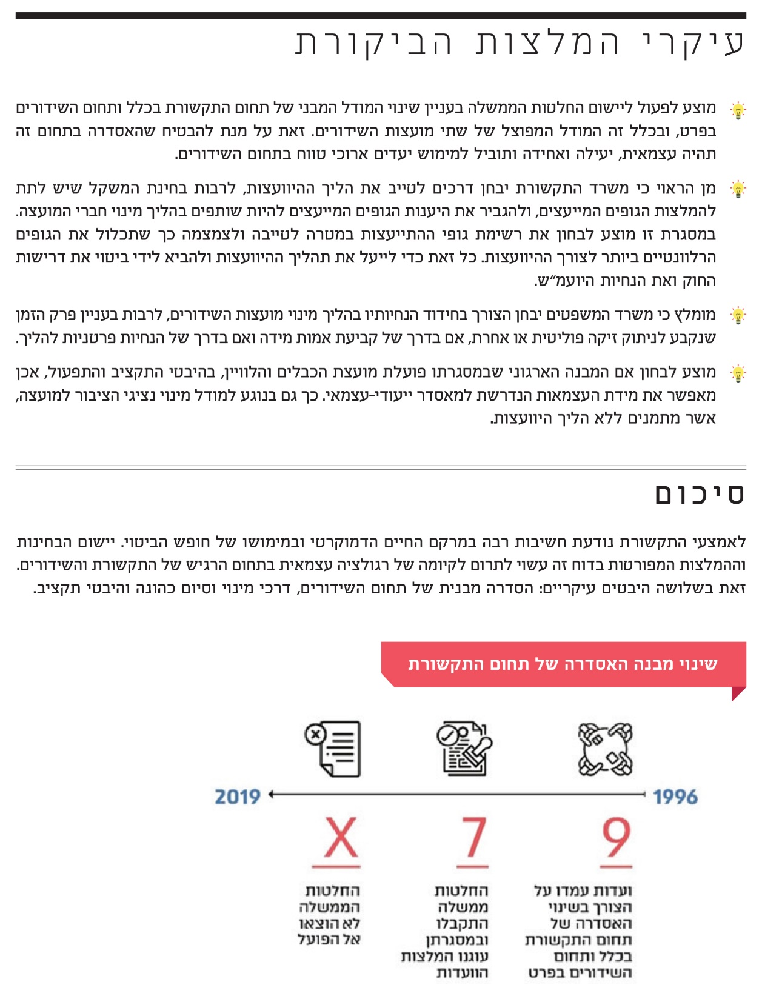 עיקרי המלצות הביקורת
מוצע לפעול ליישום החלטות הממשלה בעניין שינוי המודל המבני של תחום התקשורת בכלל ותחום השידורים
בפרט, ובכלל זה המודל המפוצל של שתי מועצות השידורים. זאת על מנת להבטיח שהאסדרה בתחום זה
תהיה עצמאית, יעילה ואחידה ותוביל למימוש יעדים ארוכי טווח בתחום השידורים.
מן הראוי כי משרד התקשורת יבחן דרכים לטייב את הליך ההיוועצות, לרבות בחינת המשקל שיש לתת
להמלצות הגופים המייעצים, ולהגביר את היענות הגופים המייעצים להיות שותפים בהליך מינוי חברי המועצה.
במסגרת זו מוצע לבחון את רשימת גופי ההתייעצות במטרה לטייבה ולצמצמה כך שתכלול את הגופים
הרלוונטיים ביותר לצורך ההיוועצות. כל זאת כדי לייעל את תהליך ההיוועצות ולהביא לידי ביטוי את דרישות
החוק ואת הנחיות היועמ״ש.
מומלץ כי משרד המשפטים יבחן הצורך בחידוד הנחיותיו בהליך מינוי מועצות השידורים, לרבות בעניין פרק הזמן
שנקבע לניתוק זיקה פוליטית או אחרת, אם בדרך של קביעת אמות מידה ואם בדרך של הנחיות פרטניות להליך.
מוצע לבחון אם המבנה הארגוני שבמסגרתו פועלת מועצת הכבלים והלוויין, בהיבטי התקציב והתפעול, אכן
מאפשר את מידת העצמאות הנדרשת למאסדר ייעודי-עצמאי. כך גם בנוגע למודל מינוי נציגי הציבור למועצה,
אשר מתמנים ללא הליך היוועצות.
סיכום
לאמצעי התקשורת נודעת חשיבות רבה במרקם החיים הדמוקרטי ובמימושו של חופש הביטוי. יישום הבחינות
וההמלצות המפורטות בדוח זה עשוי לתרום לקיומה של רגולציה עצמאית בתחום הרגיש של התקשורת והשידורים.
זאת בשלושה היבטים עיקריים: הסדרה מבנית של תחום השידורים, דרכי מינוי וסיום כהונה והיבטי תקציב.
שינוי מבנה האסדרה של תחום התקשורת
1996
2019
9
ועדות עמדו על
הצורך בשינוי
האסדרה של
תחום התקשורת
בכלל ותחום
השידורים בפרט
7
החלטות
ממשלה
התקבלו
ובמסגרתן
עוגנו המלצות
הוועדות
X
החלטות
הממשלה
לא הוצאו
אל הפועל